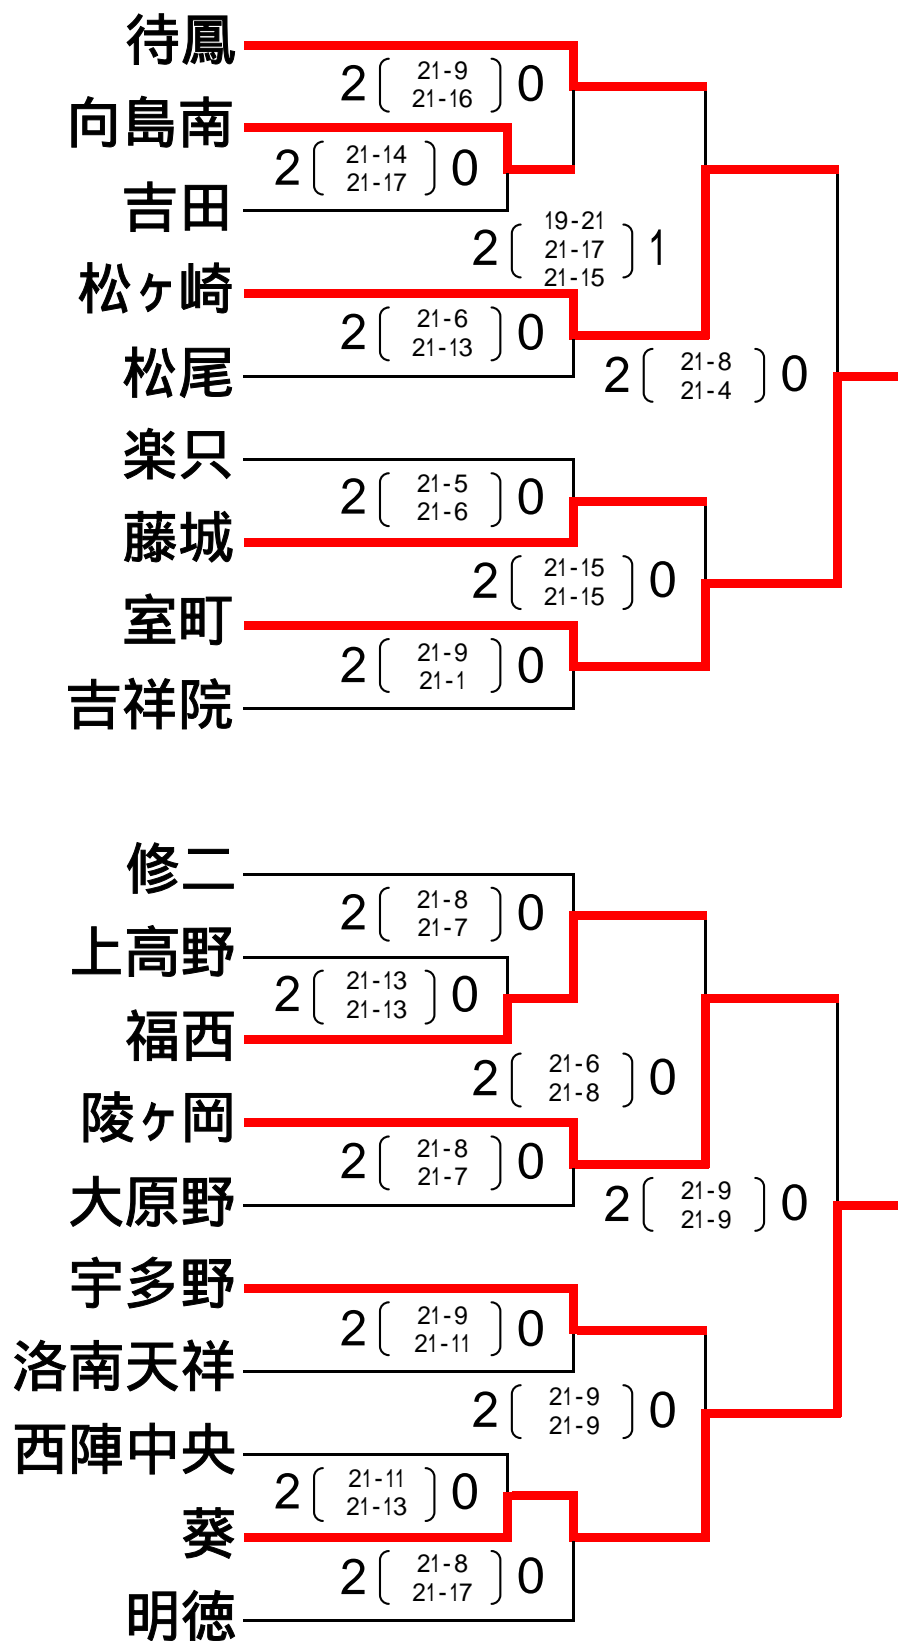 待鳳
2 ( 21-9 ) 0
21-16
向島南
2 ( 21-14 ) 0
21-17
吉田
19-21
2 ( 21-17 ) 1
21-15
松ヶ崎
2 ( 21-6 ) 0
21-13
松尾
2 ( 21-8 ) 0
21-4
楽只
2 ( 21-5 ) 0
21-6
藤城
2 ( 21-15 ) 0
21-15
室町
2 ( 21-9 ) 0
21-1
吉祥院
修二
2 ( 21-8 ) 0
21-7
上高野
2 ( 21-13 ) 0
21-13
福西
2 ( 21-6 ) 0
21-8
陵ヶ岡
2 ( 21-8 ) 0
21-7
大原野
2 ( 21-9 ) 0
21-9
宇多野
2 ( 21-9 ) 0
21-11
洛南天祥
2 ( 21-9 ) 0
21-9
西陣中央
2 ( 21-11 ) 0
21-13
葵
2 ( 21-8 ) 0
21-17
明徳